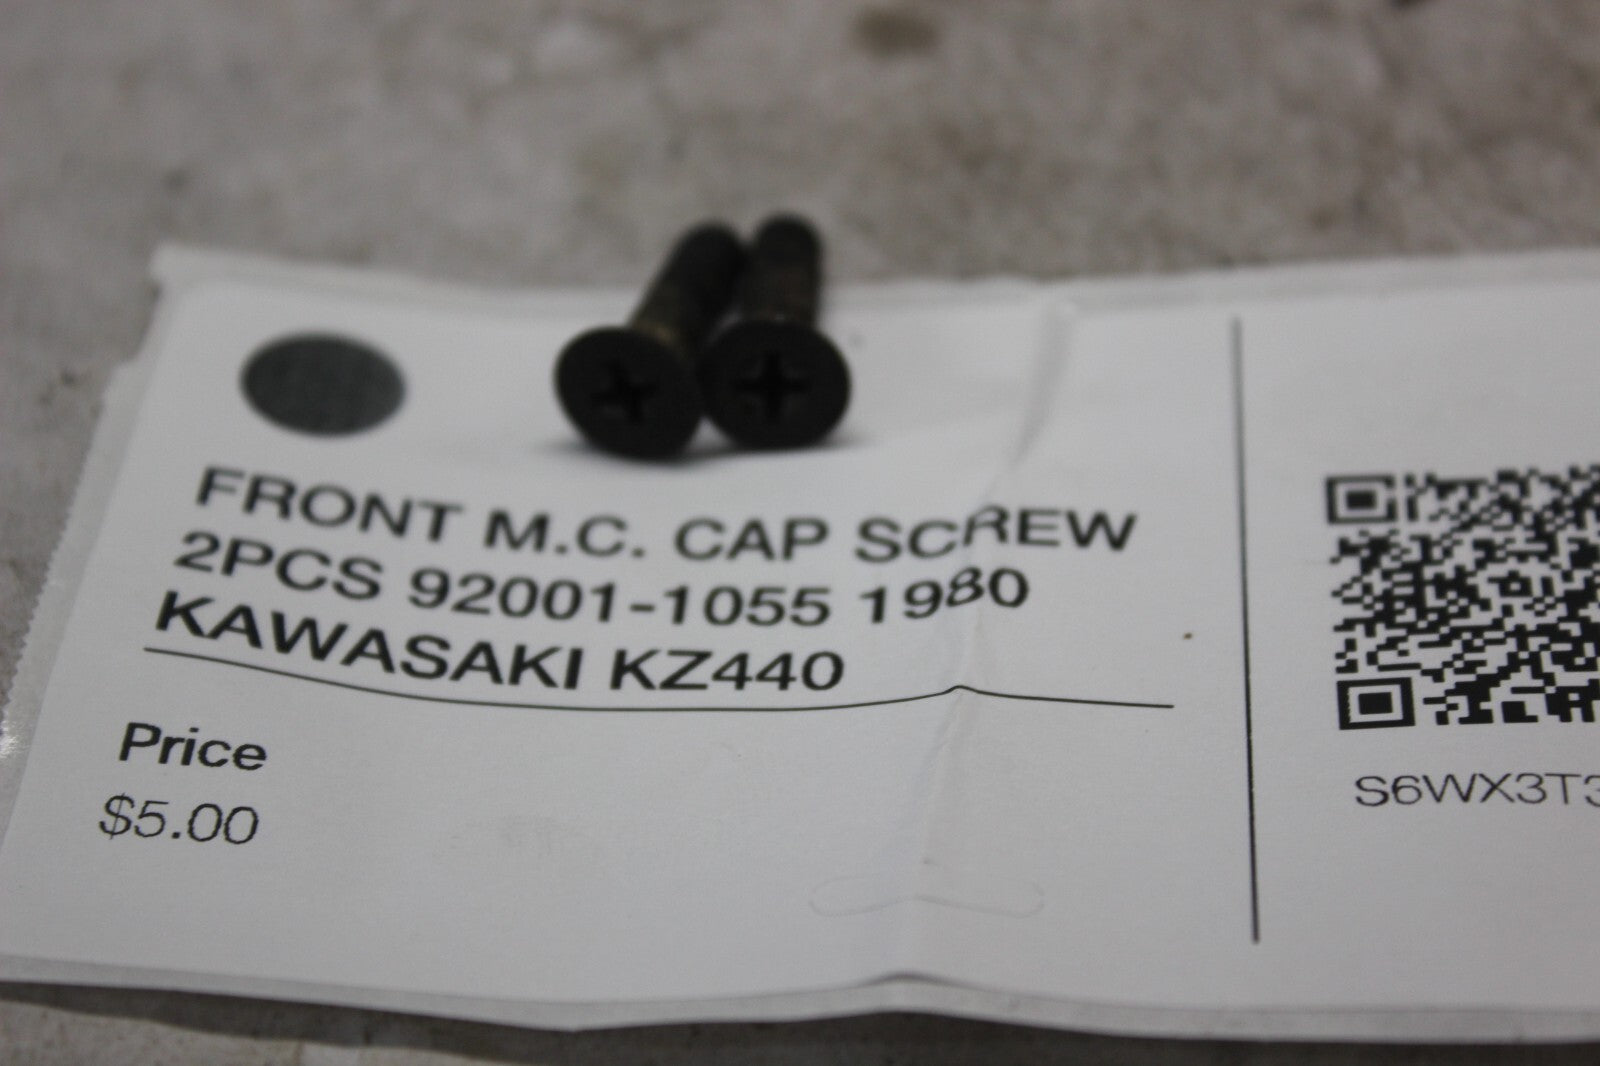 FRONT M.C. CAP SCREW
2PCS 92001-1055 1980
KAWASAKI KZ440
Price
$5.00
S6WX3T3